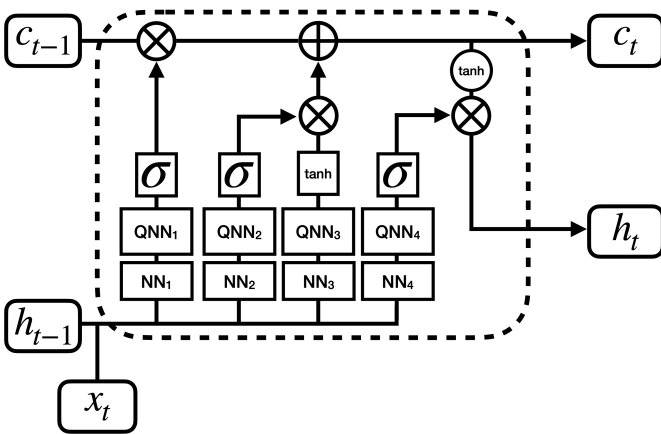 c_{t-1} ⊗ ⊕ c_t
tanh
⊗ ⊗
σ σ tanh σ
QNN₁ QNN₂ QNN₃ QNN₄
h_t
NN₁ NN₂ NN₃ NN₄
h_{t-1}
x_t